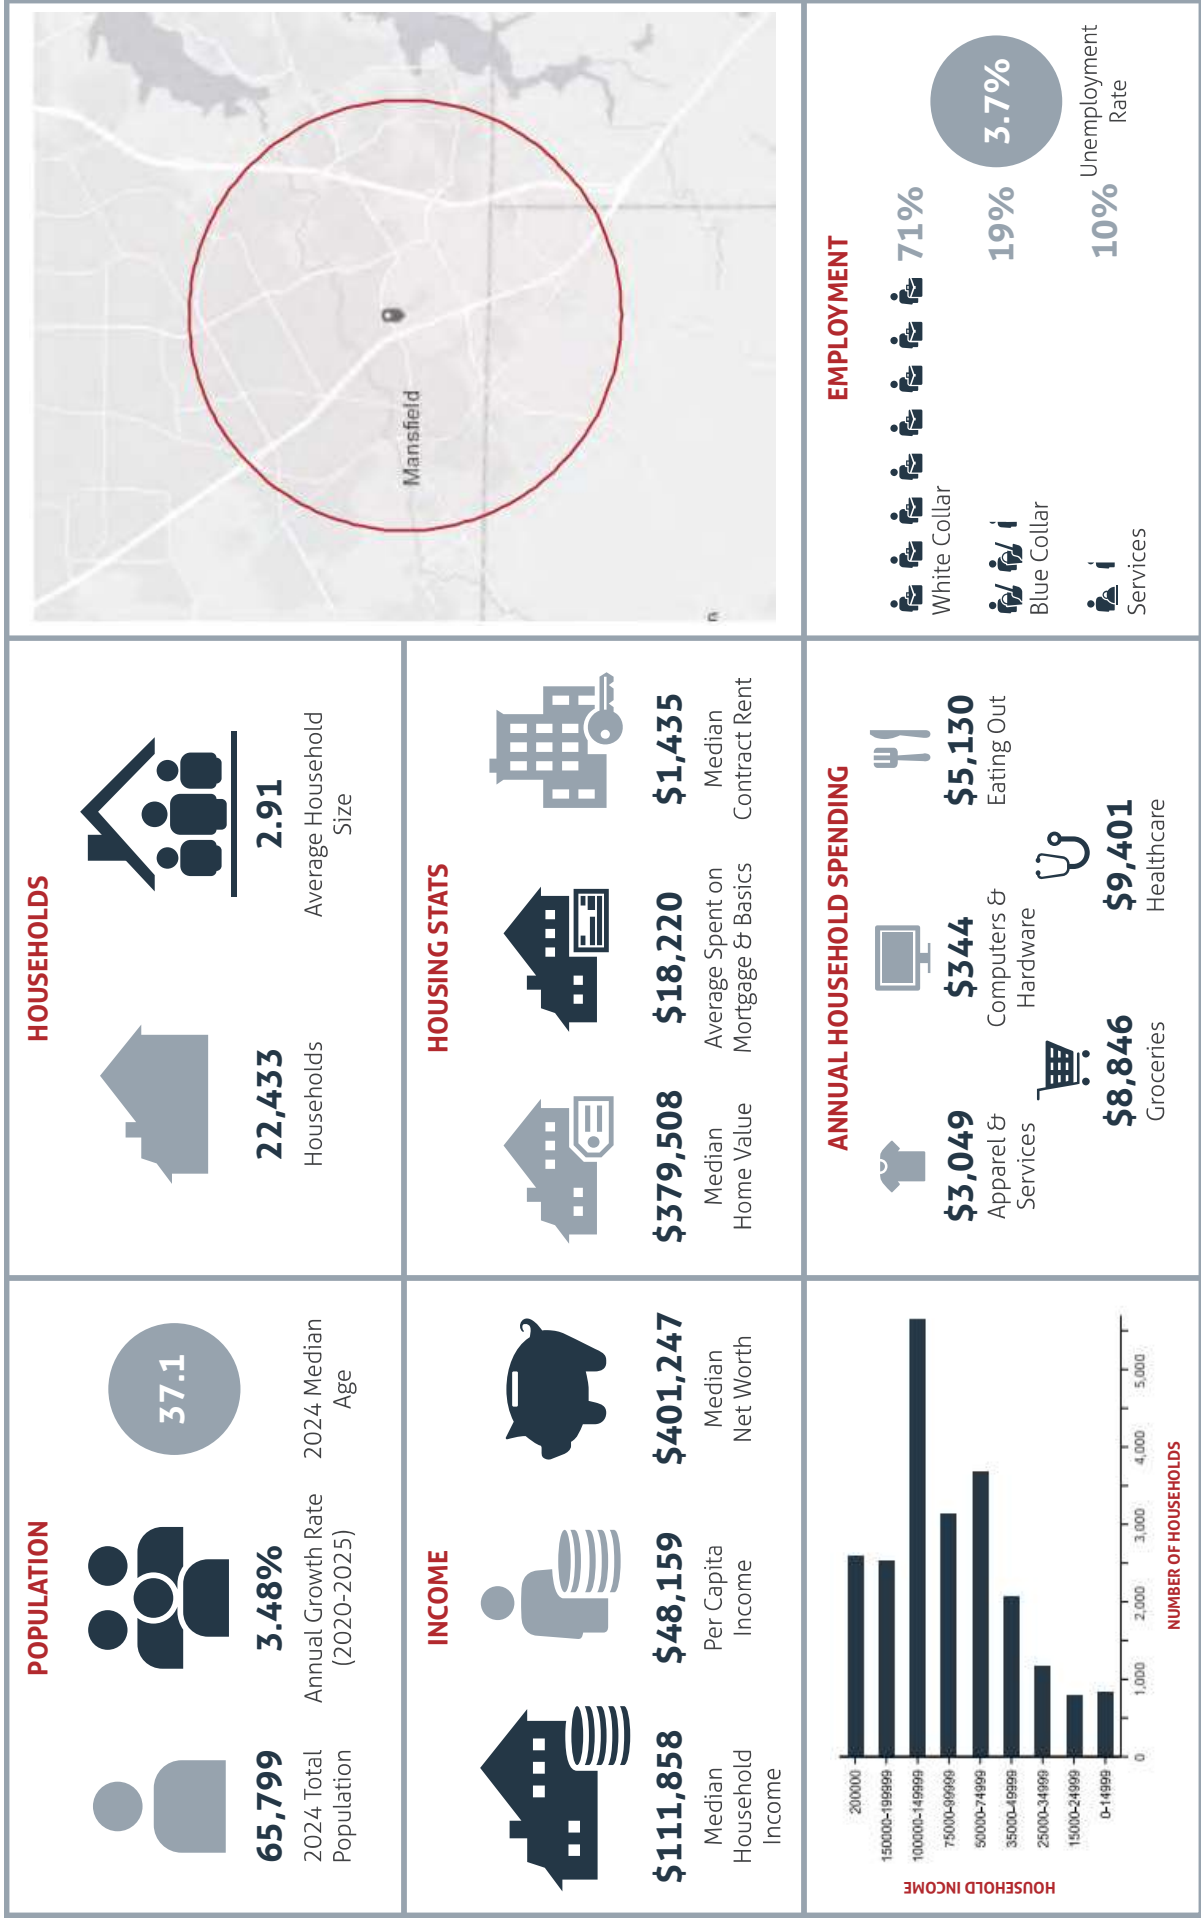 POPULATION
65,799
2024 Total
Population
3.48%
Annual Growth Rate
(2020-2025)
37.1
2024 Median
Age
HOUSEHOLDS
22,433
Households
2.91
Average Household
Size
Mansfield
INCOME
$111,858
Median
Household
Income
$48,159
Per Capita
Income
$401,247
Median
Net Worth
HOUSING STATS
$379,508
Median
Home Value
$18,220
Average Spent on
Mortgage & Basics
$1,435
Median
Contract Rent
HOUSEHOLD INCOME
200000
150000-199999
100000-149999
75000-99999
50000-74999
35000-49999
25000-34999
15000-24999
0-14999
0
1,000
2,000
3,000
4,000
5,000
NUMBER OF HOUSEHOLDS
ANNUAL HOUSEHOLD SPENDING
$3,049
Apparel &
Services
$344
Computers &
Hardware
$5,130
Eating Out
$8,846
Groceries
$9,401
Healthcare
EMPLOYMENT
71%
White Collar
19%
Blue Collar
10%
Services
3.7%
Unemployment
Rate